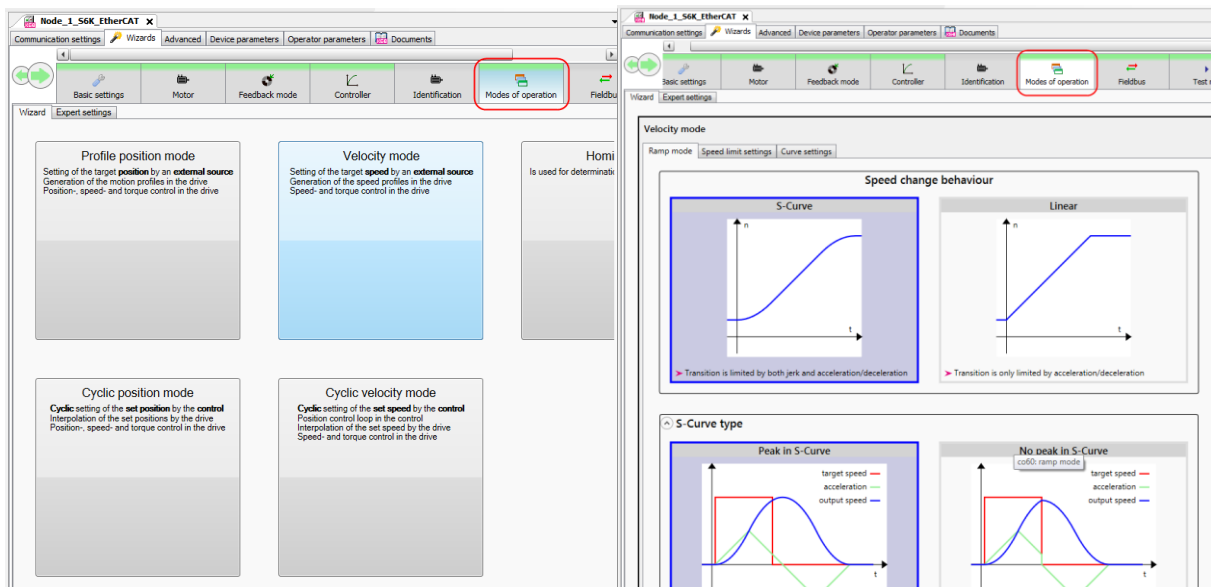 Node_1_S6K_EtherCAT
Communication settings Wizards Advanced Device parameters Operator parameters Documents
Basic settings Motor Feedback mode Controller Identification Modes of operation Fieldbu
Wizard Expert settings
Profile position mode
Setting of the target position by an external source
Generation of the motion profiles in the drive
Position-, speed- and torque control in the drive
Velocity mode
Setting of the target speed by an external source
Generation of the speed profiles in the drive
Speed- and torque control in the drive
Homi
Is used for determinatio
Cyclic position mode
Cyclic setting of the set position by the control
Interpolation of the set positions by the drive
Position-, speed- and torque control in the drive
Cyclic velocity mode
Cyclic setting of the set speed by the control
Position control loop in the control
Interpolation of the set speed by the drive
Speed- and torque control in the drive
Node_1_S6K_EtherCAT
Communication settings Wizards Advanced Device parameters Operator parameters Documents
Basic settings Motor Feedback mode Controller Identification Modes of operation Fieldbus Test
Wizard Expert settings
Velocity mode
Ramp mode Speed limit settings Curve settings
Speed change behaviour
S-Curve
n
t
Transition is limited by both jerk and acceleration/deceleration
Linear
n
t
Transition is only limited by acceleration/deceleration
S-Curve type
Peak in S-Curve
target speed
acceleration
output speed
t
No peak in S-Curve
co60: ramp mode
target speed
acceleration
output speed
t